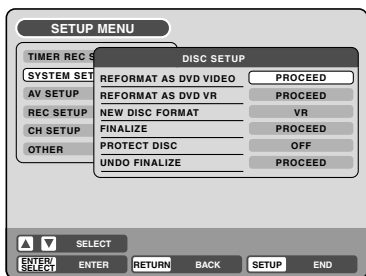 SETUP MENU
TIMER REC S
SYSTEM SET
AV SETUP
REC SETUP
CH SETUP
OTHER
DISC SETUP
REFORMAT AS DVD VIDEO PROCEED
REFORMAT AS DVD VR PROCEED
NEW DISC FORMAT VR
FINALIZE PROCEED
PROTECT DISC OFF
UNDO FINALIZE PROCEED
SELECT
ENTER/SELECT ENTER RETURN BACK SETUP END